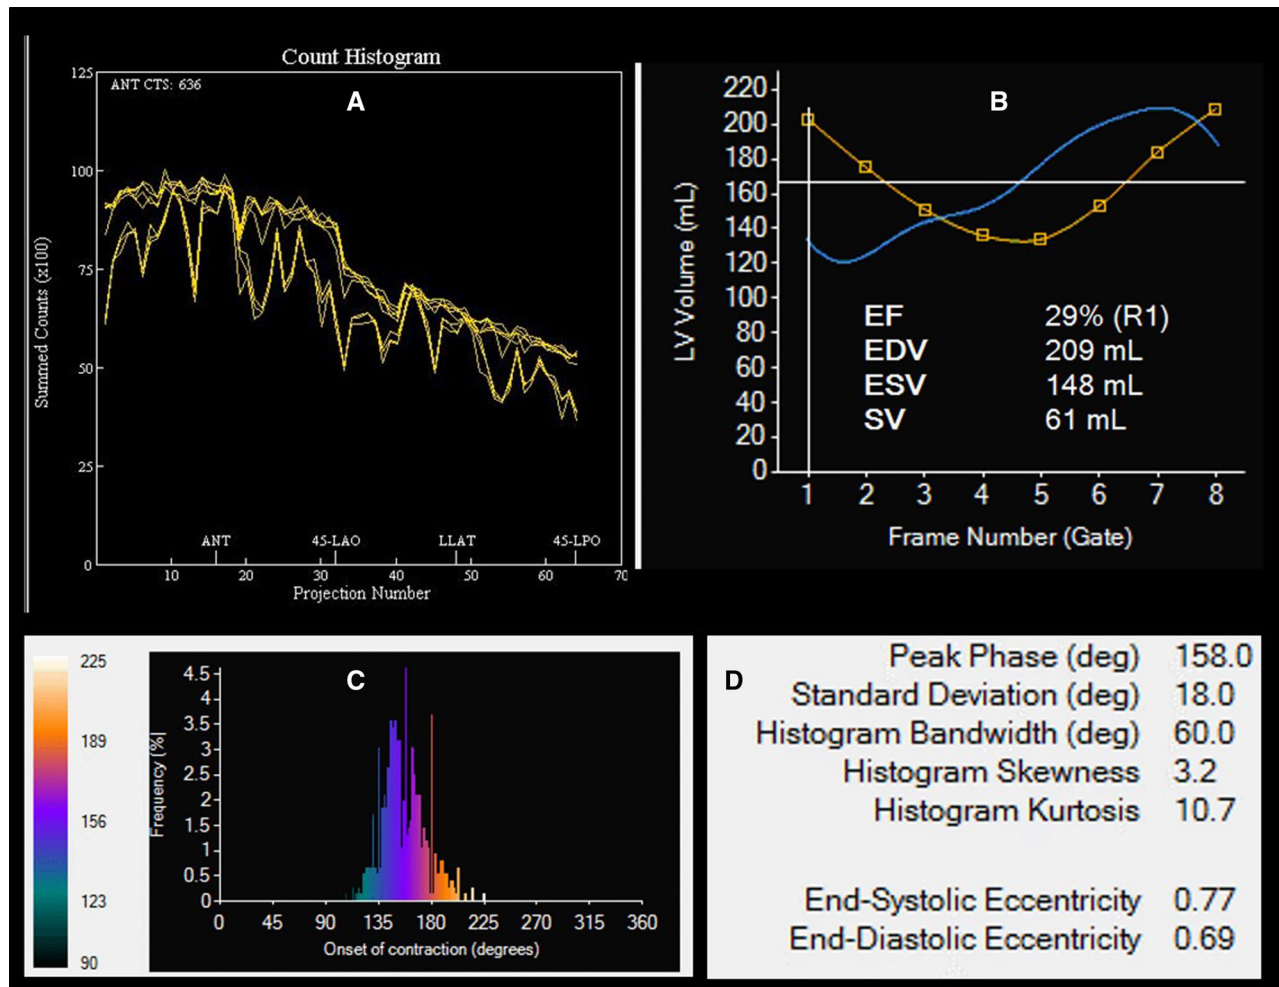 Count Histogram
A
ANT CTS: 636
125
100
75
50
25
0
Summed Counts (x100)
ANT 45-LAO LLAT 45-LPO
10 20 30 40 50 60 70
Projection Number
B
220
200
180
160
140
120
100
80
60
40
20
0
LV Volume (mL)
EF 29% (R1)
EDV 209 mL
ESV 148 mL
SV 61 mL
1 2 3 4 5 6 7 8
Frame Number (Gate)
225
189
156
123
90
C
4.5
4
3.5
3
2.5
2
1.5
1
0.5
0
Frequency (%)
0 45 90 135 180 225 270 315 360
Onset of contraction (degrees)
D
Peak Phase (deg) 158.0
Standard Deviation (deg) 18.0
Histogram Bandwidth (deg) 60.0
Histogram Skewness 3.2
Histogram Kurtosis 10.7
End-Systolic Eccentricity 0.77
End-Diastolic Eccentricity 0.69